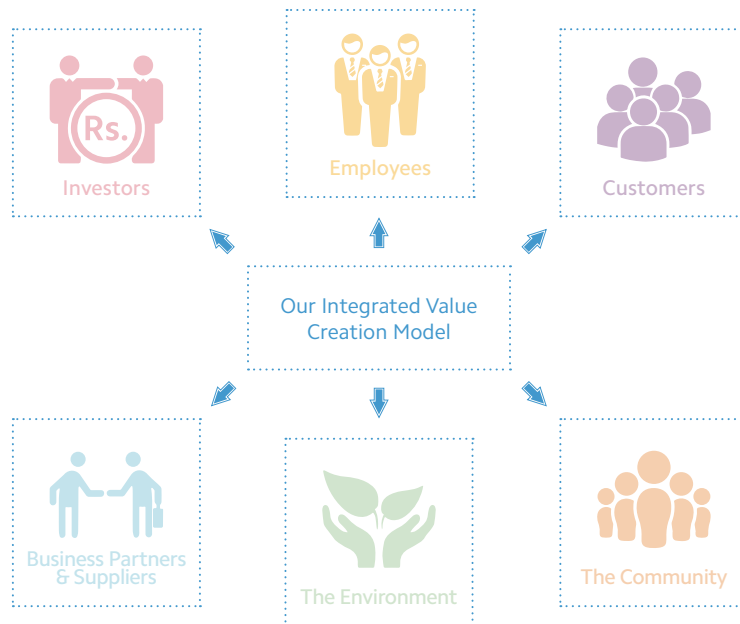 Rs.
Investors
Employees
Customers
Our Integrated Value
Creation Model
Business Partners
& Suppliers
The Environment
The Community